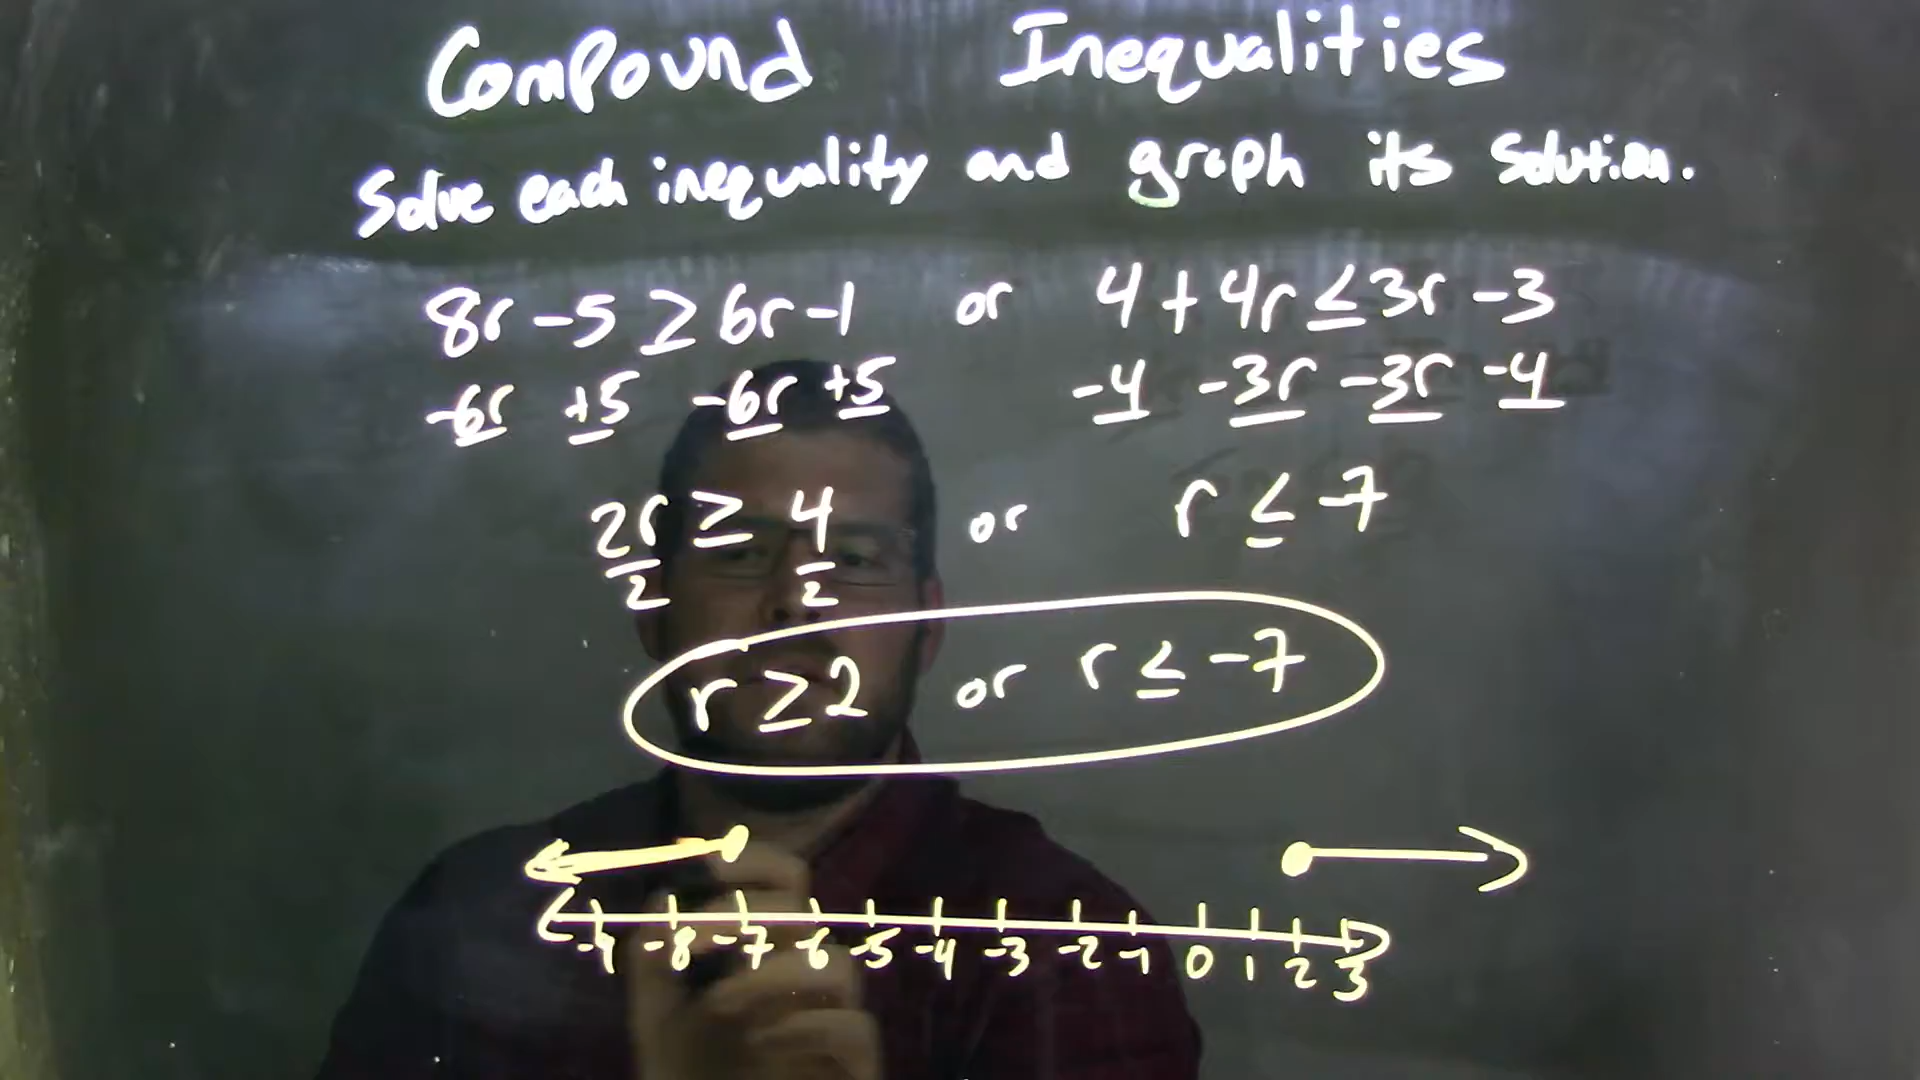 Compound Inequalities
Solve each inequality and graph its solution.
8r - 5 ≥ 6r - 1 or 4 + 4r ≤ 3r - 3
-6r +5 -6r +5 -4 -3r -3r -4
2r ≥ 4 or r ≤ -7
2 2
r ≥ 2 or r ≤ -7
-9 -8 -7 -6 -5 -4 -3 -2 -1 0 1 2 3